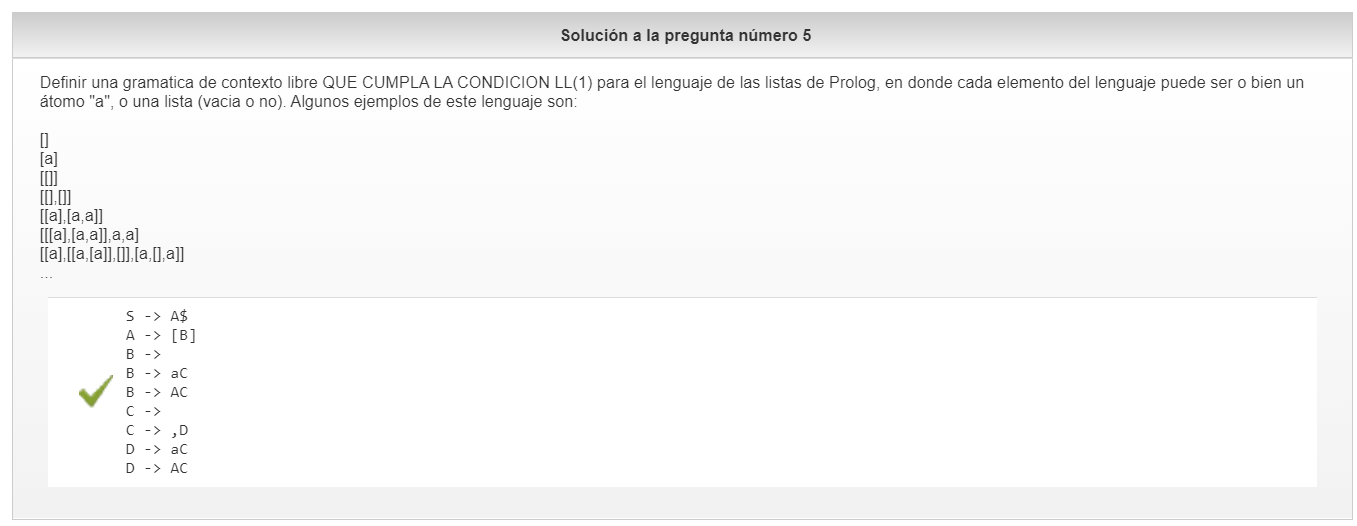 Solución a la pregunta número 5
Definir una gramatica de contexto libre QUE CUMPLA LA CONDICION LL(1) para el lenguaje de las listas de Prolog, en donde cada elemento del lenguaje puede ser o bien un
átomo "a", o una lista (vacia o no). Algunos ejemplos de este lenguaje son:
[]
[a]
[[]]
[[],[]]
[[a],[a,a]]
[[[a],[a,a]],a,a]
[[a],[[a,[a]],[]],[a,[],a]]
...
S -> A$
A -> [B]
B ->
B -> aC
B -> AC
C ->
C -> ,D
D -> aC
D -> AC